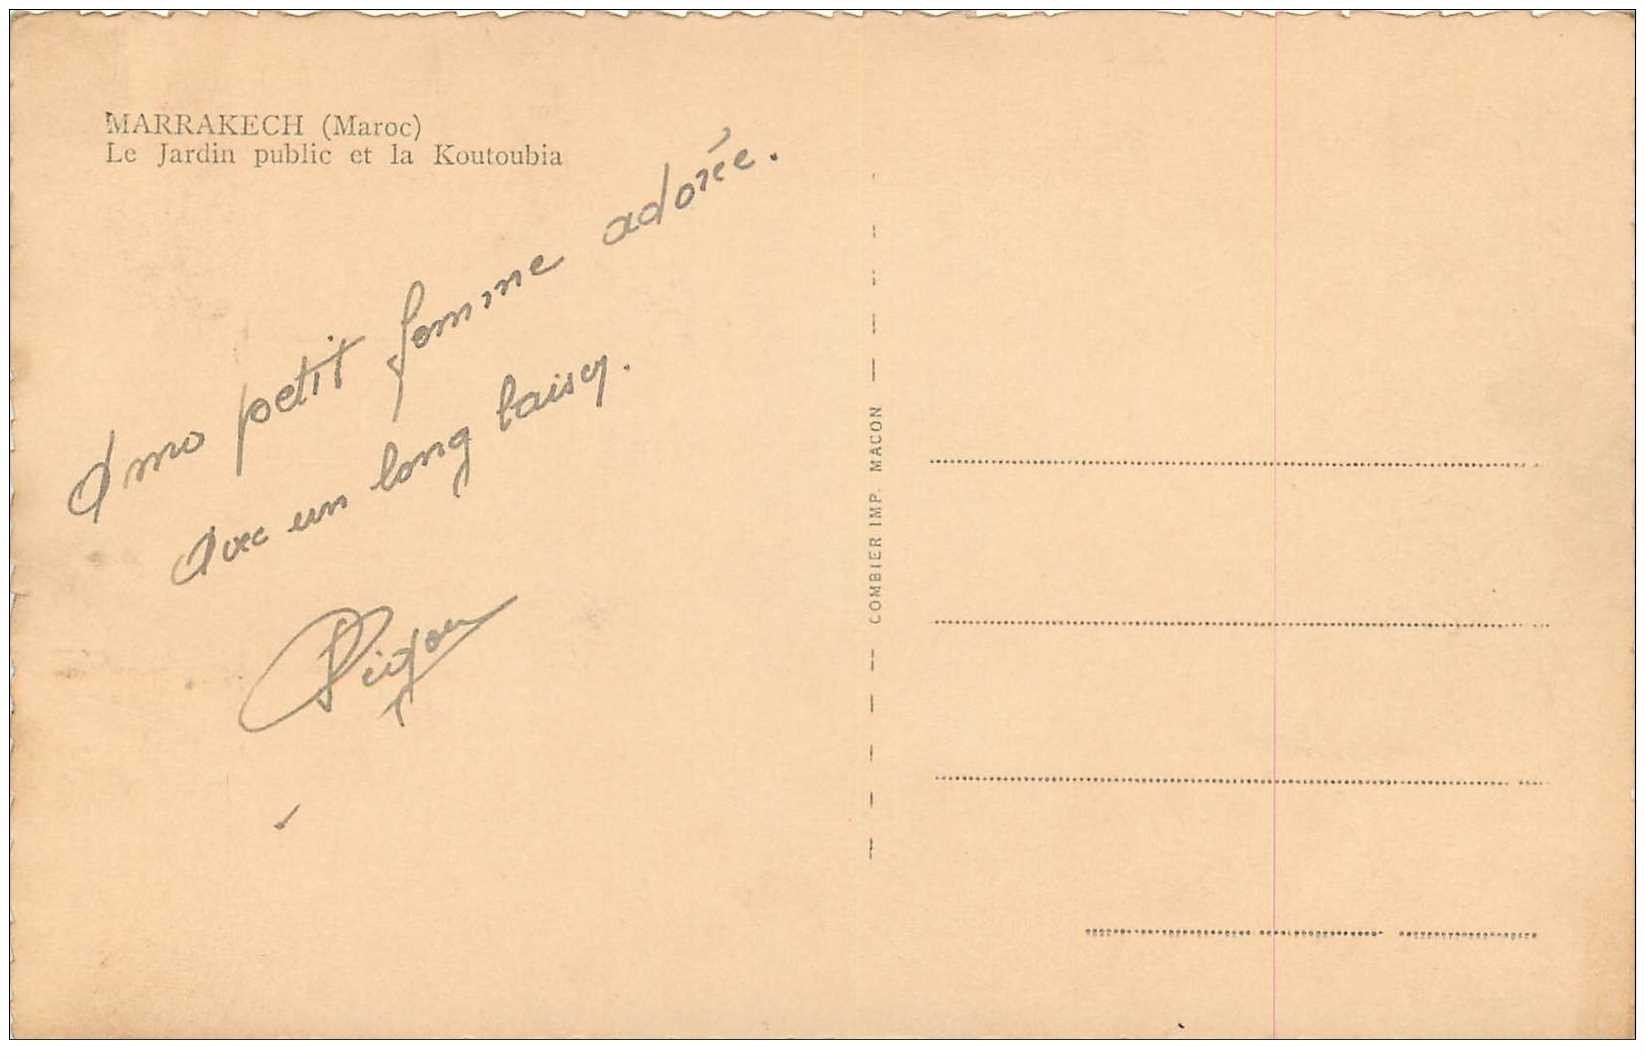 MARRAKECH (Maroc)
Le Jardin public et la Koutoubia
A ma petit femme adorée.
Avec un long baiser.
COMBIER IMP. MACON